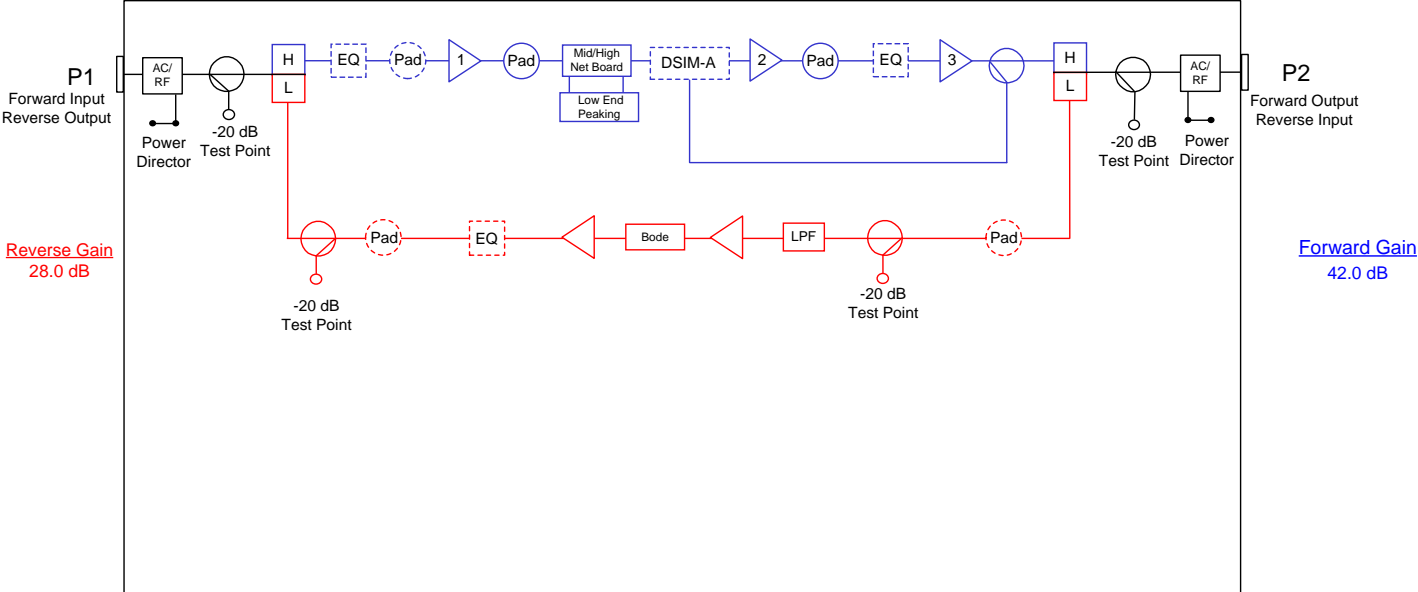 P1
Forward Input
Reverse Output
AC/
RF
Power
Director
-20 dB
Test Point
H
L
EQ
Pad
1
Pad
Mid/High
Net Board
Low End
Peaking
DSIM-A
2
Pad
EQ
3
H
L
-20 dB
Test Point
AC/
RF
Power
Director
P2
Forward Output
Reverse Input
Reverse Gain
28.0 dB
-20 dB
Test Point
Pad
EQ
Bode
LPF
-20 dB
Test Point
Pad
Forward Gain
42.0 dB